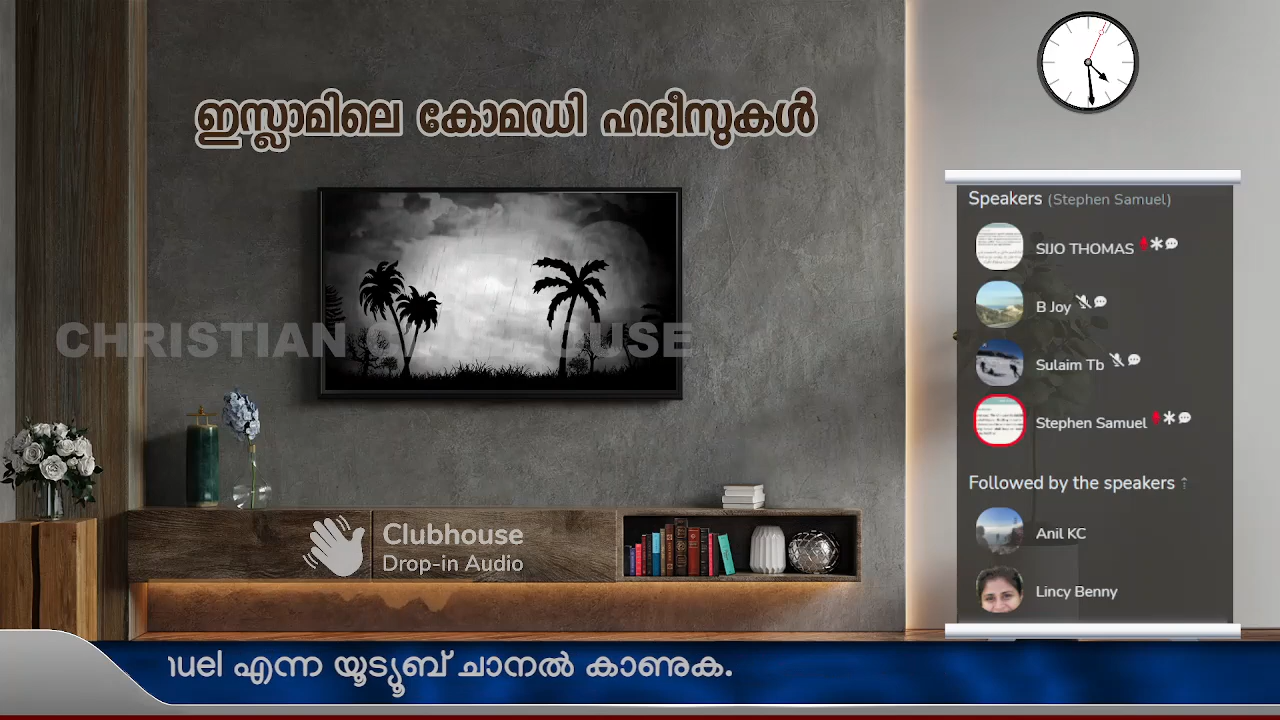 ഇസ്ലാമിലെ കോമഡി ഹദീസുകൾ
CHRISTIAN
Speakers (Stephen Samuel)
SIJO THOMAS
B Joy
Sulaim Tb
Stephen Samuel
Followed by the speakers
Anil KC
Lincy Benny
Clubhouse
Drop-in Audio
എന്ന യൂട്യൂബ് ചാനൽ കാണുക.